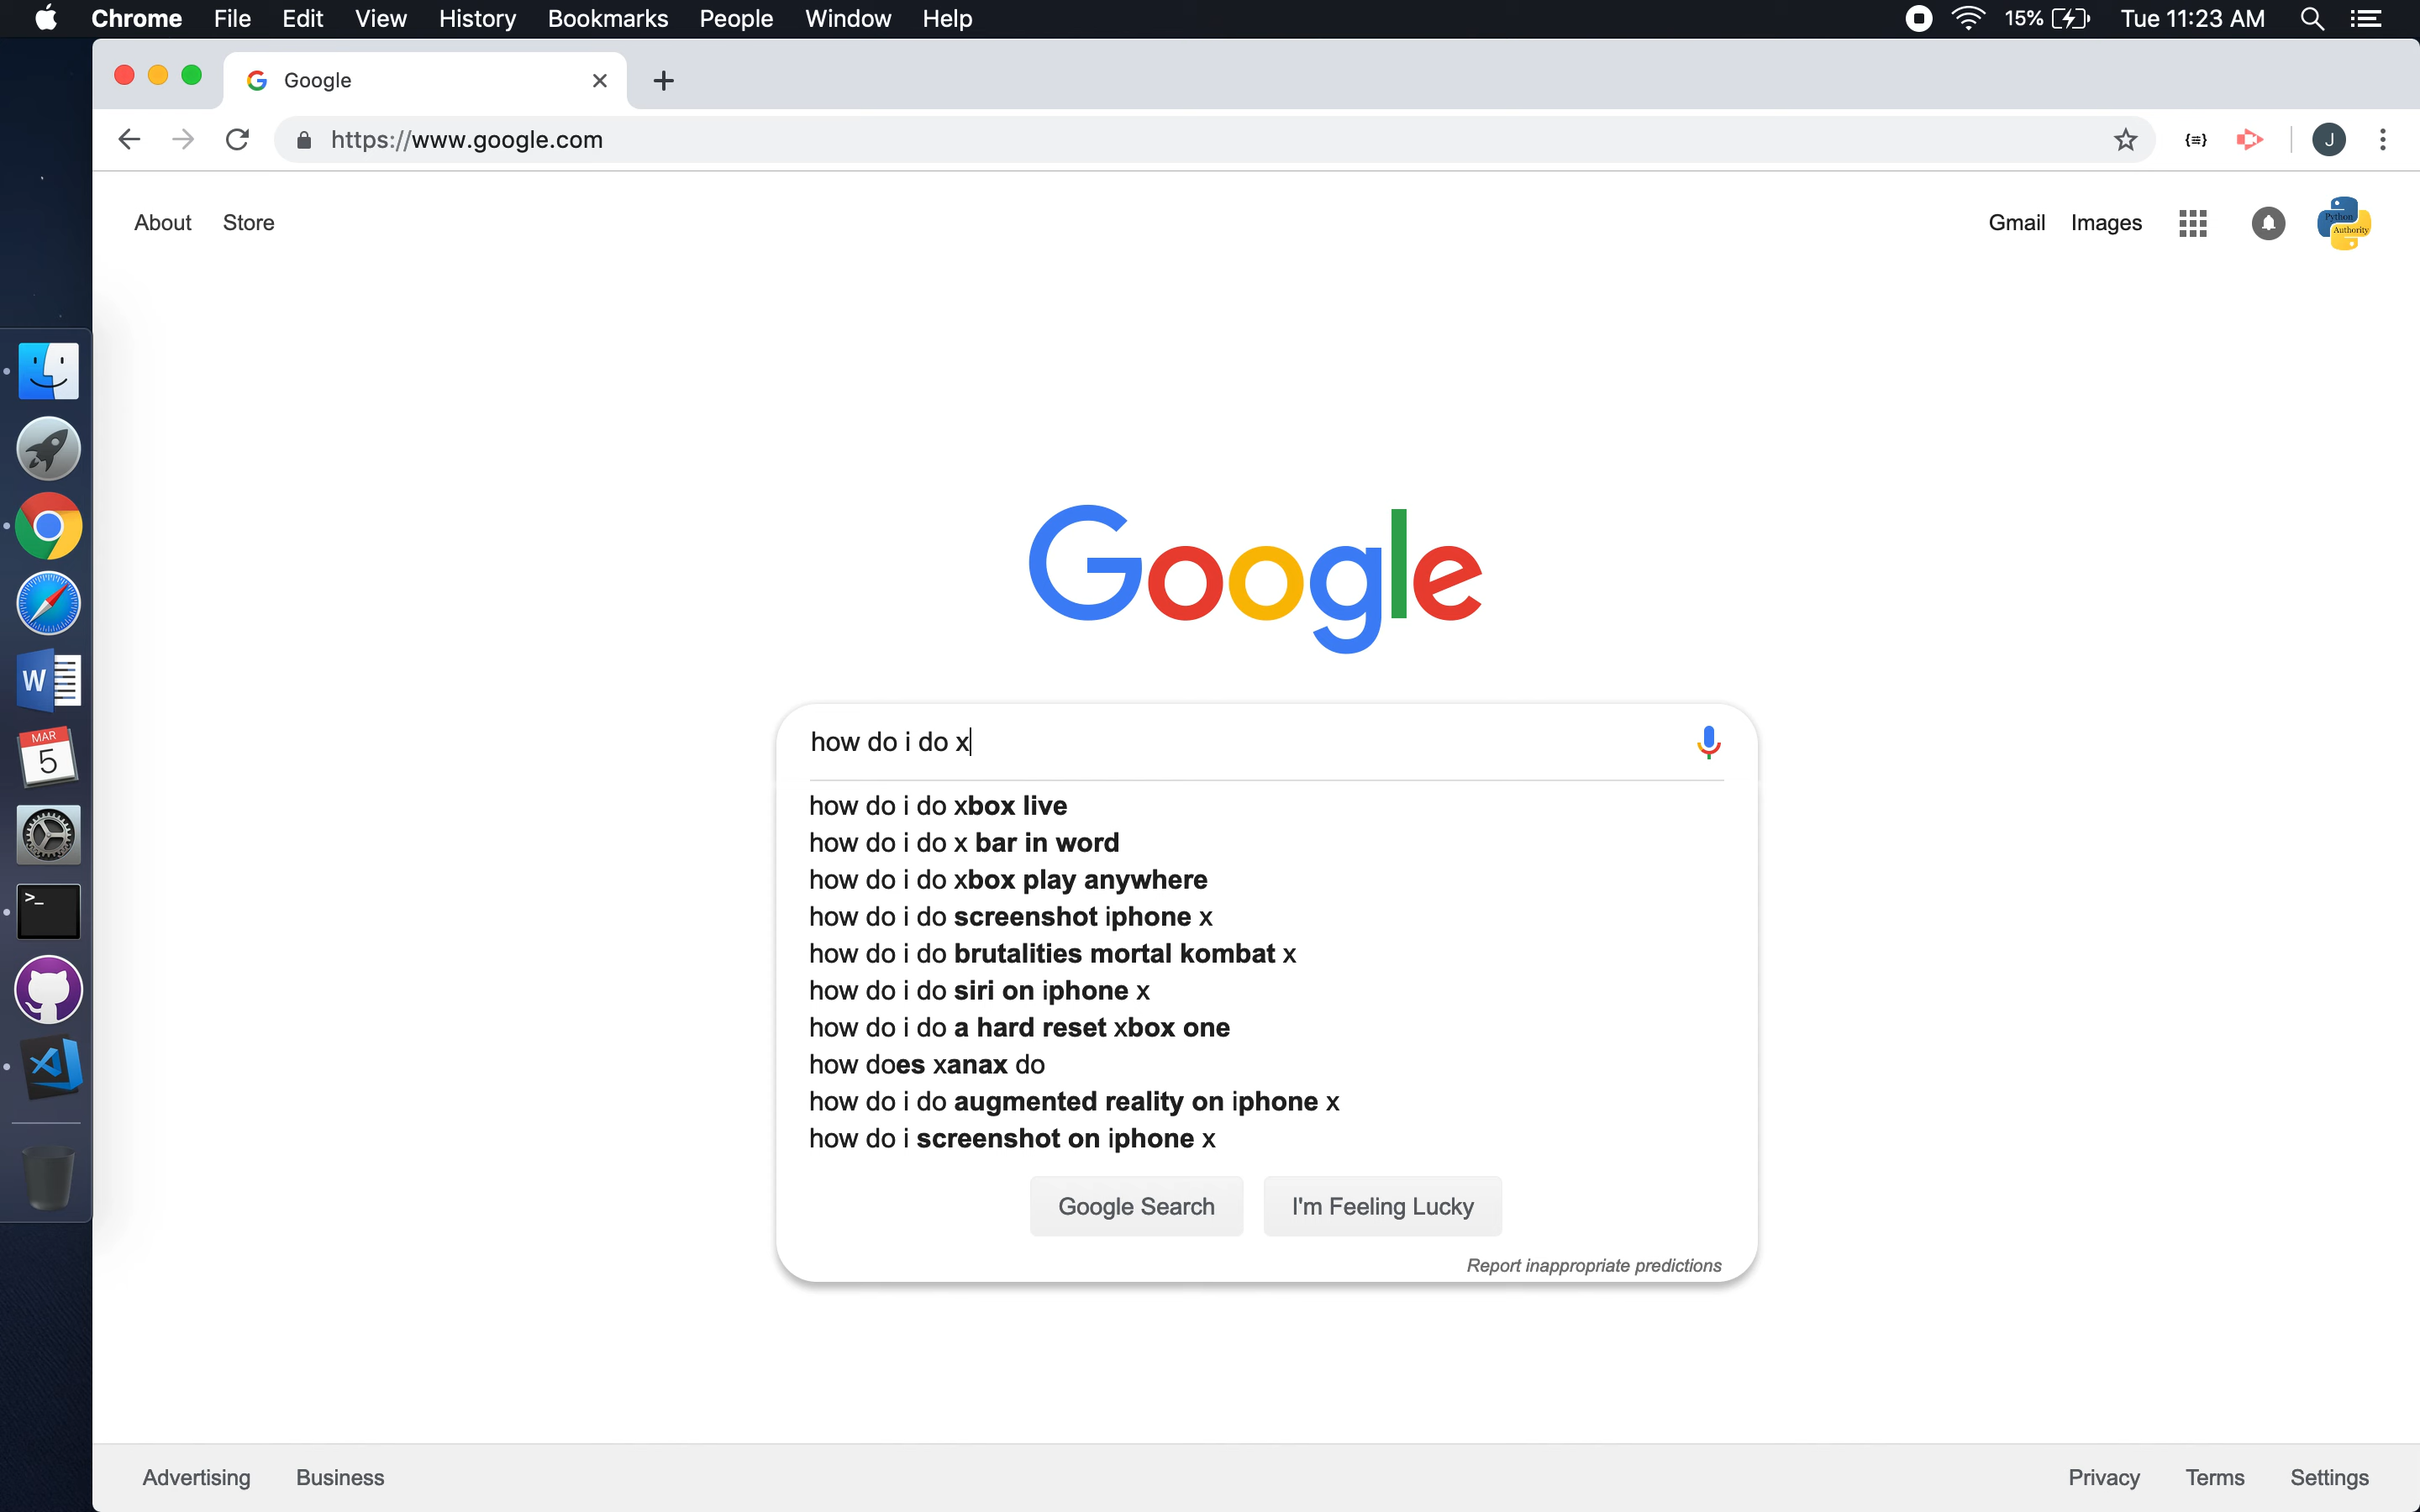 Chrome File Edit View History Bookmarks People Window Help 15% Tue 11:23 AM
Google
https://www.google.com {≡} J
About Store Gmail Images Python Authority
Google
how do i do x
how do i do xbox live
how do i do x bar in word
how do i do xbox play anywhere
how do i do screenshot iphone x
how do i do brutalities mortal kombat x
how do i do siri on iphone x
how do i do a hard reset xbox one
how does xanax do
how do i do augmented reality on iphone x
how do i screenshot on iphone x
Google Search I'm Feeling Lucky
Report inappropriate predictions
W
MAR
5
>_
Advertising Business Privacy Terms Settings